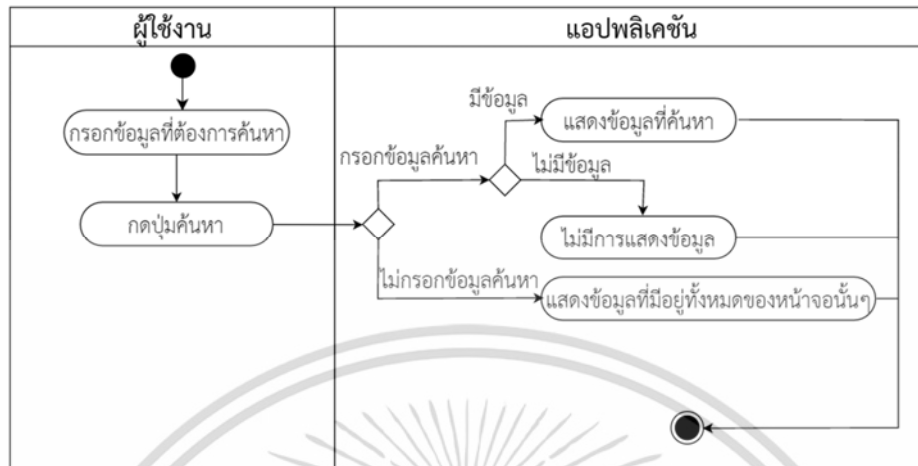 ผู้ใช้งาน
แอปพลิเคชัน
กรอกข้อมูลที่ต้องการค้นหา
กดปุ่มค้นหา
กรอกข้อมูลค้นหา
มีข้อมูล
แสดงข้อมูลที่ค้นหา
ไม่มีข้อมูล
ไม่มีการแสดงข้อมูล
ไม่กรอกข้อมูลค้นหา
แสดงข้อมูลที่มีอยู่ทั้งหมดของหน้าจอนั้นๆ